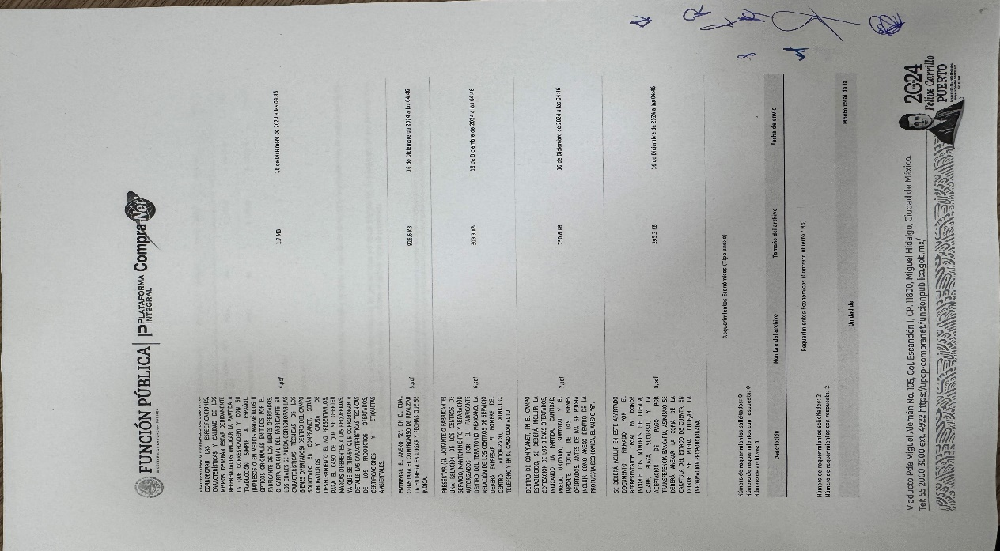 FUNCIÓN PÚBLICA
SECRETARÍA DE LA FUNCIÓN PÚBLICA
PLATAFORMA
INTEGRAL
CompraNet
CORROBORAR LAS ESPECIFICACIONES,
CARACTERÍSTICAS Y CALIDAD DE LOS
MISMOS, DEBERÁN ESTAR DEBIDAMENTE
REFERENCIADOS (INDICAR LA PARTIDA A
LA QUE CORRESPONDEN) Y CON SU
TRADUCCIÓN SIMPLE AL ESPAÑOL.
(IMPRESOS O EN MEDIOS MAGNÉTICOS U
ÓPTICOS ORIGINALES EMITIDOS POR EL
FABRICANTE DE LOS BIENES OFERTADOS,
O CARTA ORIGINAL DEL FABRICANTE, EN
LOS CUALES SE PUEDA CORROBORAR LAS
CARACTERÍSTICAS TÉCNICAS DE LOS
BIENES OFERTADOS DENTRO DEL CAMPO
SOLICITADO EN COMPRANET, SERÁN
OBLIGATORIOS Y CAUSA DE
DESECHAMIENTO EL NO PRESENTARLOS,
PARA EL CASO DE QUE SE OFERTEN
MARCAS DIFERENTES A LAS REQUERIDAS,
YA QUE SE TIENEN QUE CORROBORAR A
DETALLE LAS CARACTERÍSTICAS TÉCNICAS
DE LOS PRODUCTOS OFERTADOS,
CERTIFICACIONES Y ETIQUETAS
AMBIENTALES.
4.pdf
1.7 MB
16 de Diciembre de 2024 a las 04:45
ENTREGAR EL ANEXO "2", EN EL CUAL
CONSTARÁ EL COMPROMISO DE REALIZAR
LA ENTREGA EN LUGAR Y FECHAS QUE SE
INDICA
5.pdf
926.6 KB
16 de Diciembre de 2024 a las 04:46
PRESENTAR (EL LICITANTE O FABRICANTE)
UNA RELACIÓN DE LOS CENTROS DE
SERVICIO, MANTENIMIENTO Y REPARACIÓN
AUTORIZADOS POR EL FABRICANTE
DENTRO DEL TERRITORIO MEXICANO. LA
RELACIÓN DE LOS CENTROS DE SERVICIO
DEBERÁ EXPRESAR EL NOMBRE DEL
CENTRO AUTORIZADO, DOMICILIO,
TELÉFONO Y EN SU CASO CONTACTO.
6.pdf
303.3 KB
16 de Diciembre de 2024 a las 04:46
DENTRO DE COMPRANET, EN EL CAMPO
ESTABLECIDO, SE DEBERÁ INCLUIR LA
COTIZACIÓN DE LOS BIENES OFERTADOS,
INDICANDO LA PARTIDA, CANTIDAD,
PRECIO UNITARIO, SUBTOTAL Y EL
IMPORTE TOTAL DE LOS BIENES
OFERTADOS, ANTES DE IVA. SE PODRÁ
INCLUIR COMO ANEXO DENTRO DE LA
PROPUESTA ECONÓMICA, EL ANEXO "6".
7.pdf
750.8 KB
16 de Diciembre de 2024 a las 04:46
SE DEBERÁ INCLUIR EN ESTE APARTADO
DOCUMENTO FIRMADO POR EL
REPRESENTANTE LEGAL EN DONDE
INDIQUE LOS NÚMEROS DE CUENTA,
CLABE, PLAZA, SUCURSAL Y LA
ACEPTACIÓN DE PAGO POR
TRANSFERENCIA BANCARIA, ASIMISMO SE
DEBERÁ ANEXAR LA COPIA DE LA
CARÁTULA DEL ESTADO DE CUENTA, EN
DONDE SE PUEDA COTEJAR LA
INFORMACIÓN PROPORCIONADA.
8.pdf
295.3 KB
16 de Diciembre de 2024 a las 04:46
Requerimientos Económicos (Tipo anexo)
Número de requerimientos solicitados: 0
Número de requerimientos con respuesta: 0
Número de archivos: 0
Descripción Nombre del archivo Tamaño del archivo Fecha de envío
Requerimientos Económicos (Contrato Abierto / No)
Número de requerimientos solicitados: 2
Número de requerimientos con respuesta: 2
Unidad de Monto total de la
Viaducto Pde Miguel Alemán No. 105, Col. Escandón I, CP. 11800, Miguel Hidalgo, Ciudad de México.
Tel: 55 2000 3000 ext. 4922 https://upcp-compranet.funcionpublica.gob.mx/
2024
Felipe Carrillo
PUERTO